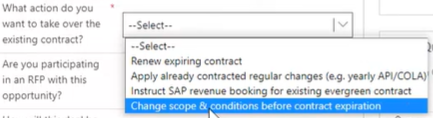 What action do you
want to take over the
existing contract?
*
--Select--
--Select--
Renew expiring contract
Apply already contracted regular changes (e.g. yearly API/COLA)
Instruct SAP revenue booking for existing evergreen contract
Change scope & conditions before contract expiration
Are you participating
in an RFP with this
opportunity?